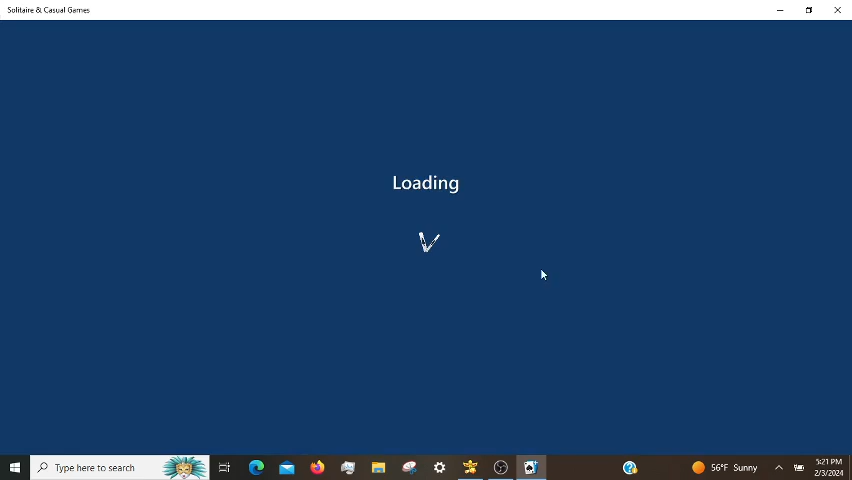 Solitaire & Casual Games
Loading
Type here to search
56°F Sunny
5:21 PM
2/3/2024